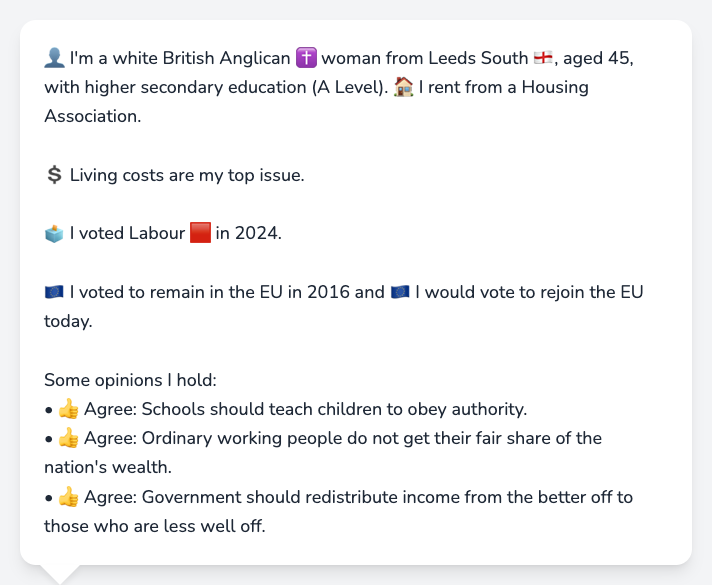 👤 I'm a white British Anglican ✝️ woman from Leeds South 🏴󠁧󠁢󠁥󠁮󠁧󠁿, aged 45,
with higher secondary education (A Level). 🏠 I rent from a Housing
Association.
💲 Living costs are my top issue.
🗳️ I voted Labour 🟥 in 2024.
🇪🇺 I voted to remain in the EU in 2016 and 🇪🇺 I would vote to rejoin the EU
today.
Some opinions I hold:
• 👍 Agree: Schools should teach children to obey authority.
• 👍 Agree: Ordinary working people do not get their fair share of the
nation's wealth.
• 👍 Agree: Government should redistribute income from the better off to
those who are less well off.